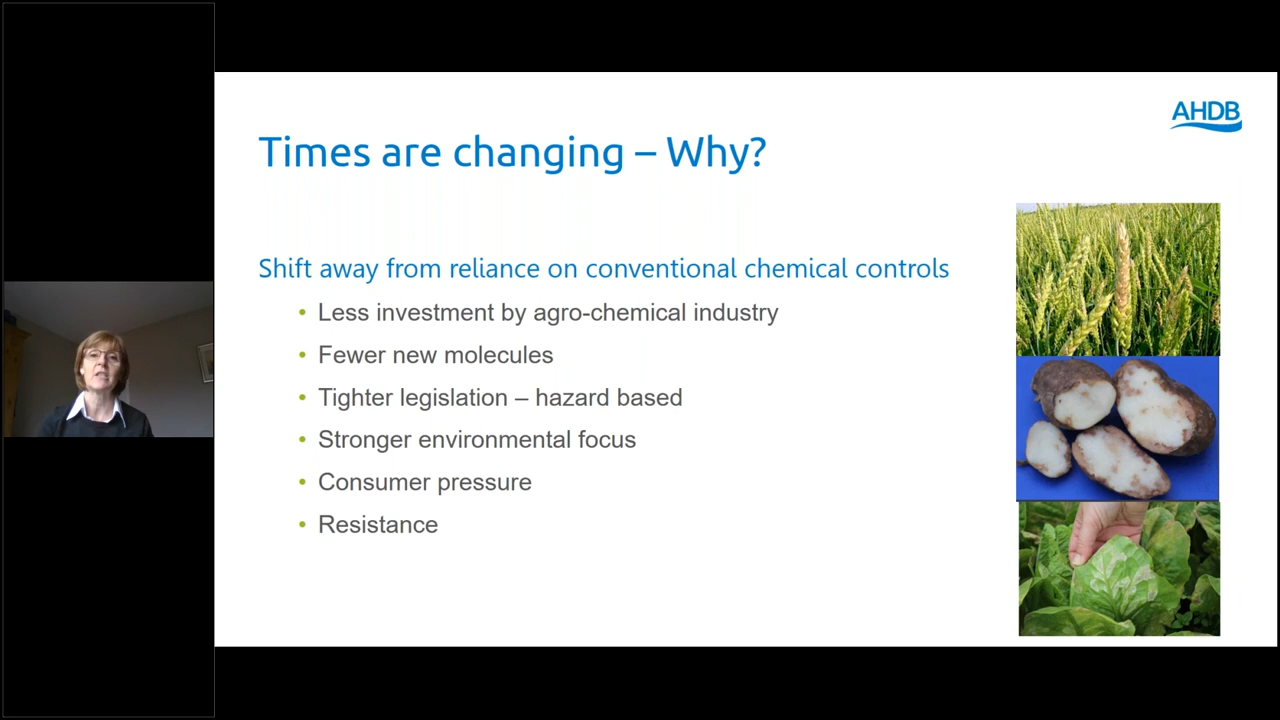 AHDB
Times are changing – Why?
Shift away from reliance on conventional chemical controls
• Less investment by agro-chemical industry
• Fewer new molecules
• Tighter legislation – hazard based
• Stronger environmental focus
• Consumer pressure
• Resistance